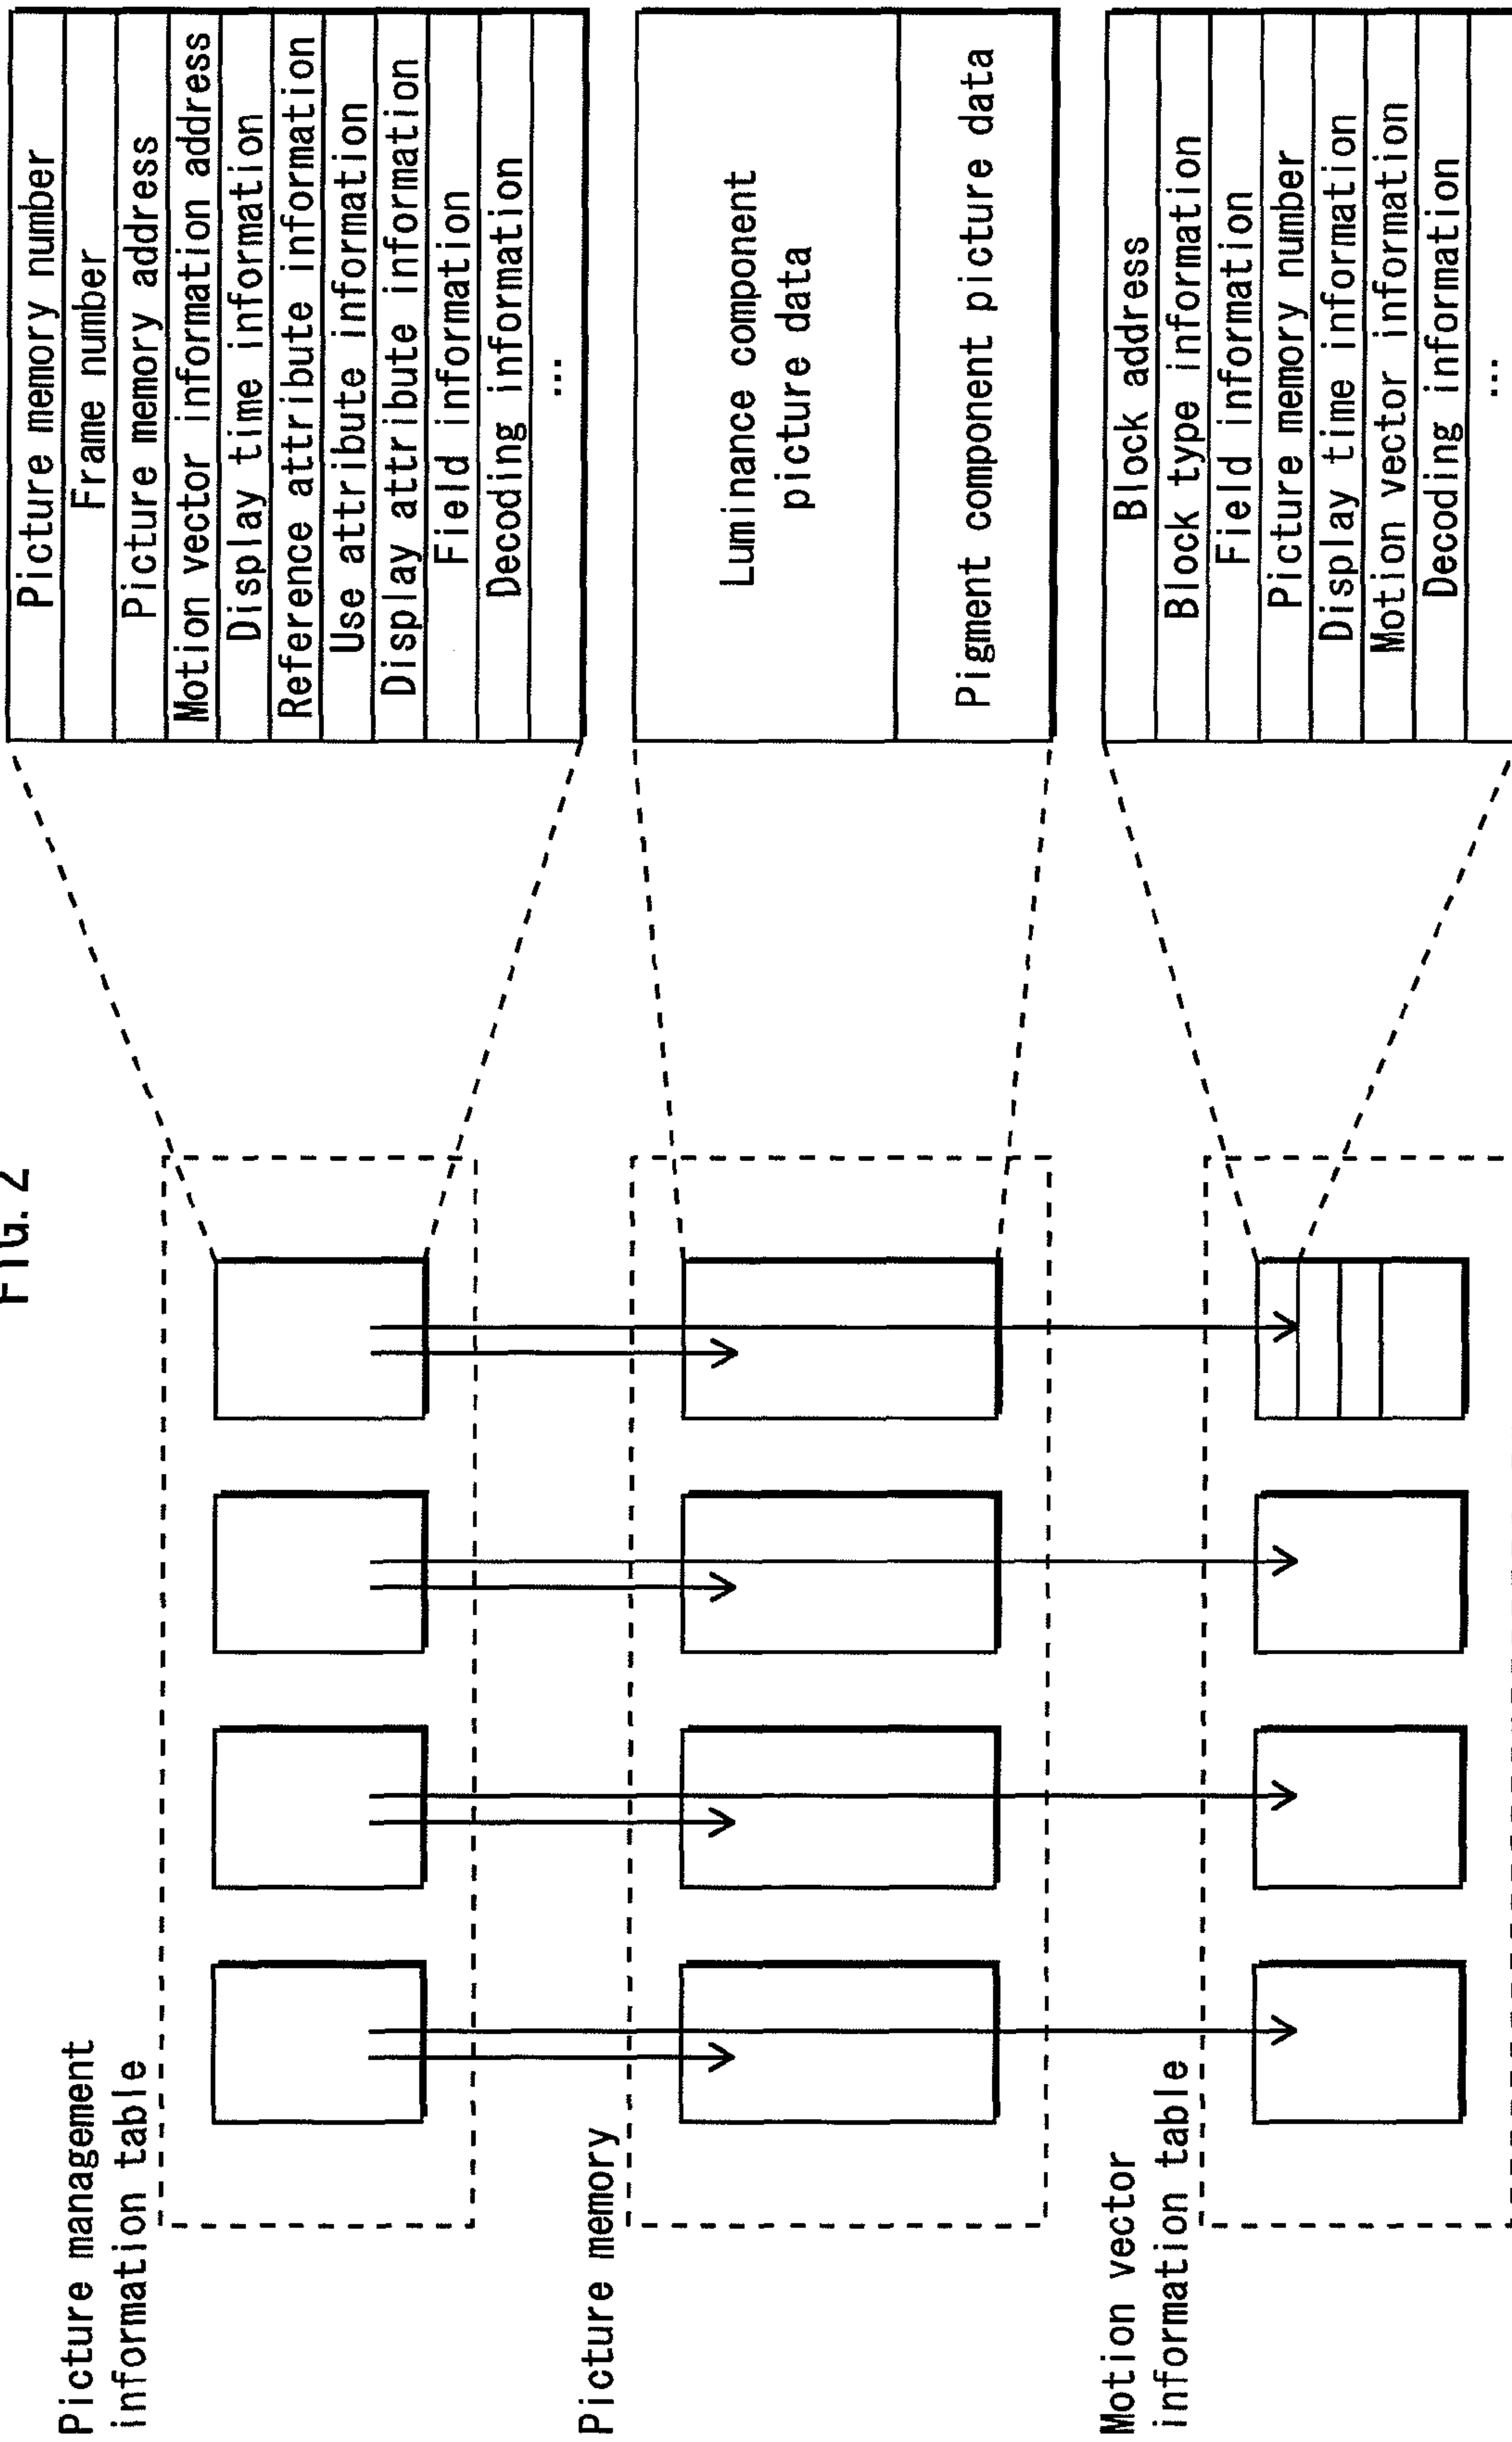 FIG. 2
Picture management
information table
Picture memory number
Frame number
Picture memory address
Motion vector information address
Display time information
Reference attribute information
Use attribute information
Display attribute information
Field information
Decoding information
...
Picture memory
Luminance component
picture data
Pigment component picture data
Motion vector
information table
Block address
Block type information
Field information
Picture memory number
Display time information
Motion vector information
Decoding information
...